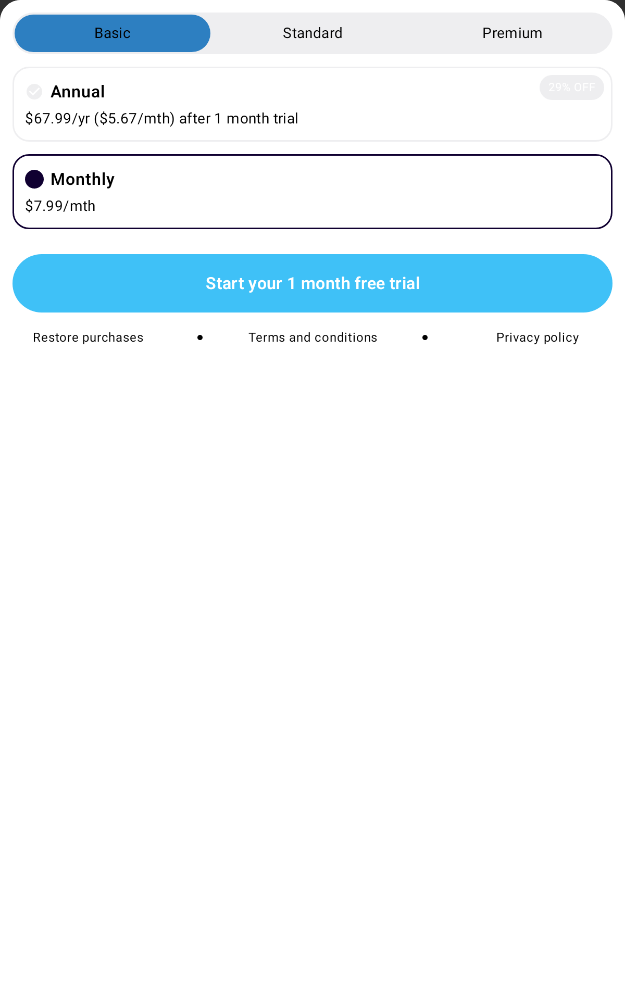 Basic
Standard
Premium
Annual
29% OFF
$67.99/yr ($5.67/mth) after 1 month trial
Monthly
$7.99/mth
Start your 1 month free trial
Restore purchases
Terms and conditions
Privacy policy